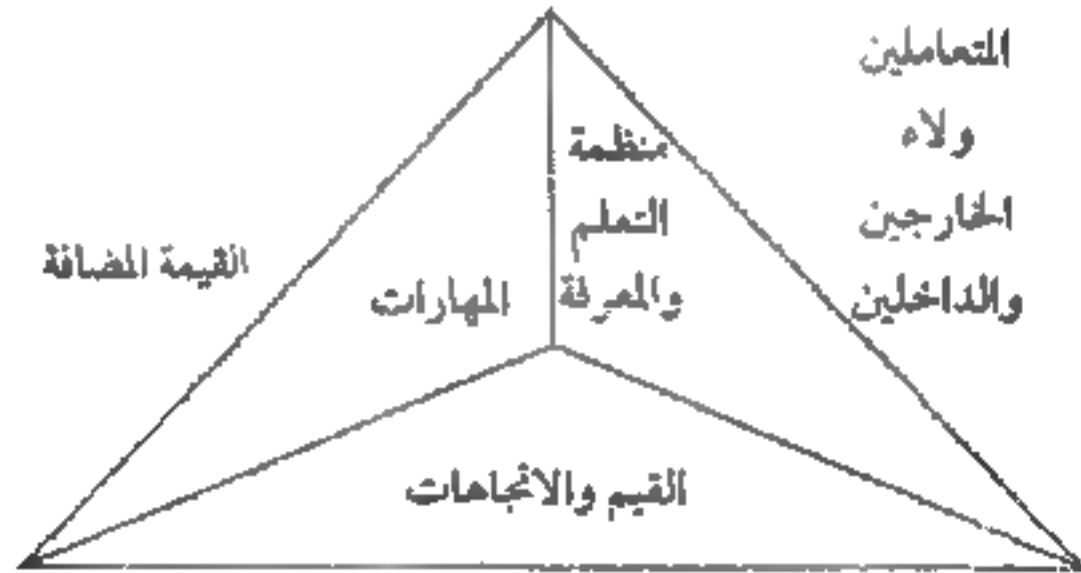 المتعاملين
ولاء
الخارجين
والداخلين
منظمة
التعلم
والمعرفة
المهارات
القيمة المضافة
القيم والاتجاهات